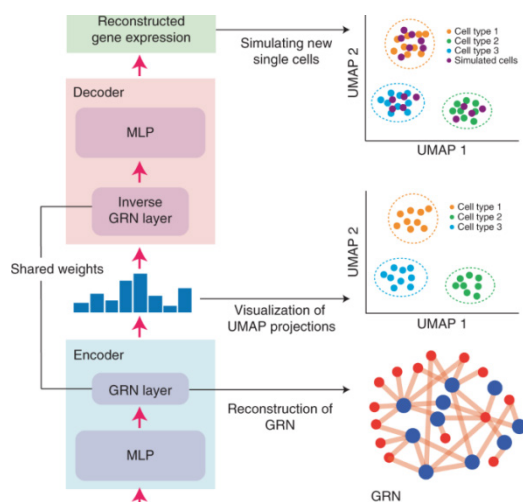 Reconstructed
gene expression
Simulating new
single cells
UMAP 2
Cell type 1
Cell type 2
Cell type 3
Simulated cells
UMAP 1
Decoder
MLP
Inverse
GRN layer
Shared weights
Visualization of
UMAP projections
UMAP 2
Cell type 1
Cell type 2
Cell type 3
UMAP 1
Encoder
GRN layer
MLP
Reconstruction of
GRN
GRN